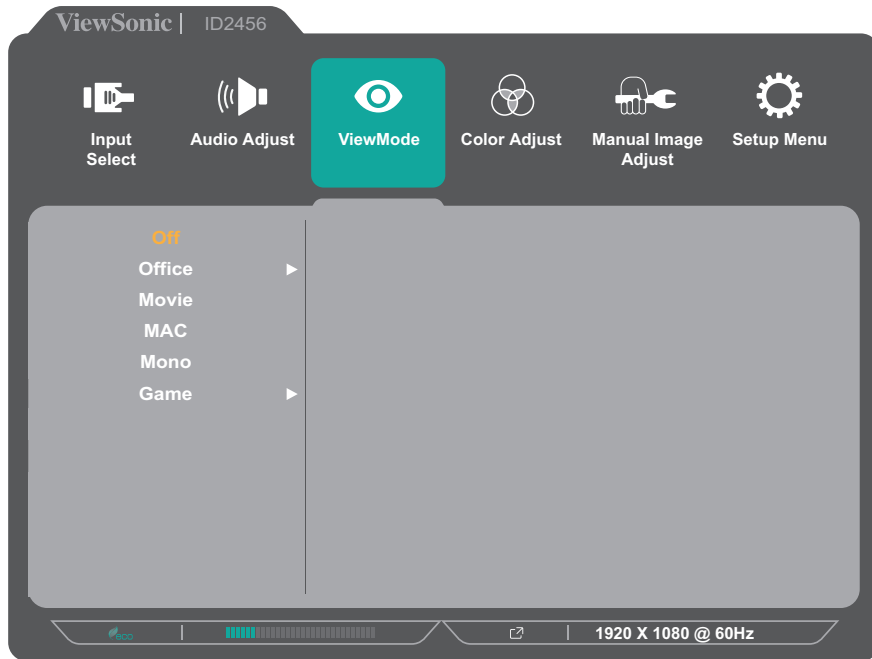 ViewSonic | ID2456
Input Select
Audio Adjust
ViewMode
Color Adjust
Manual Image Adjust
Setup Menu
Off
Office
Movie
MAC
Mono
Game
eco
1920 X 1080 @ 60Hz